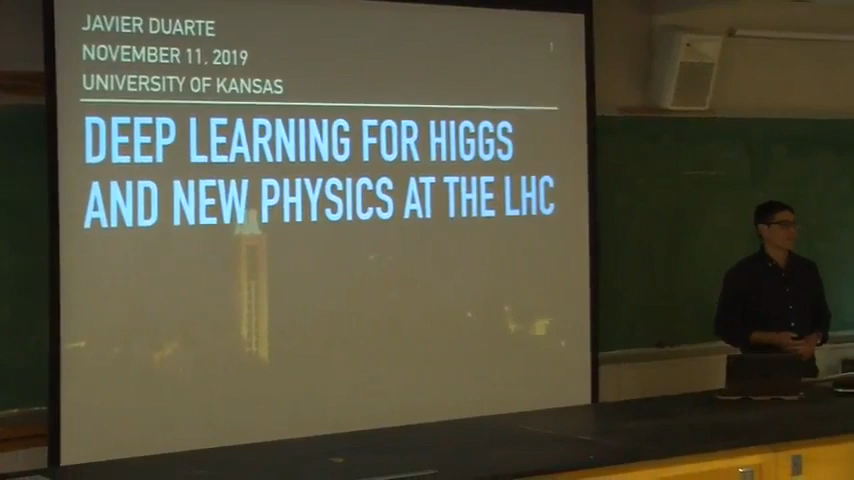 JAVIER DUARTE
NOVEMBER 11, 2019
UNIVERSITY OF KANSAS
1
DEEP LEARNING FOR HIGGS
AND NEW PHYSICS AT THE LHC